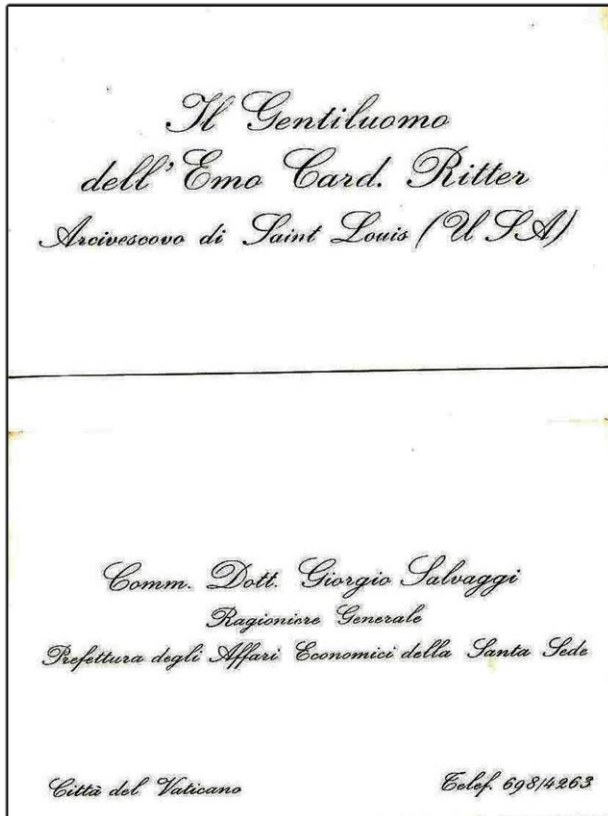 Il Gentiluomo
dell'Emo Card. Ritter
Arcivescovo di Saint Louis (USA)
Comm. Dott. Giorgio Salvaggi
Ragioniere Generale
Prefettura degli Affari Economici della Santa Sede
Città del Vaticano
Telef. 698/4263